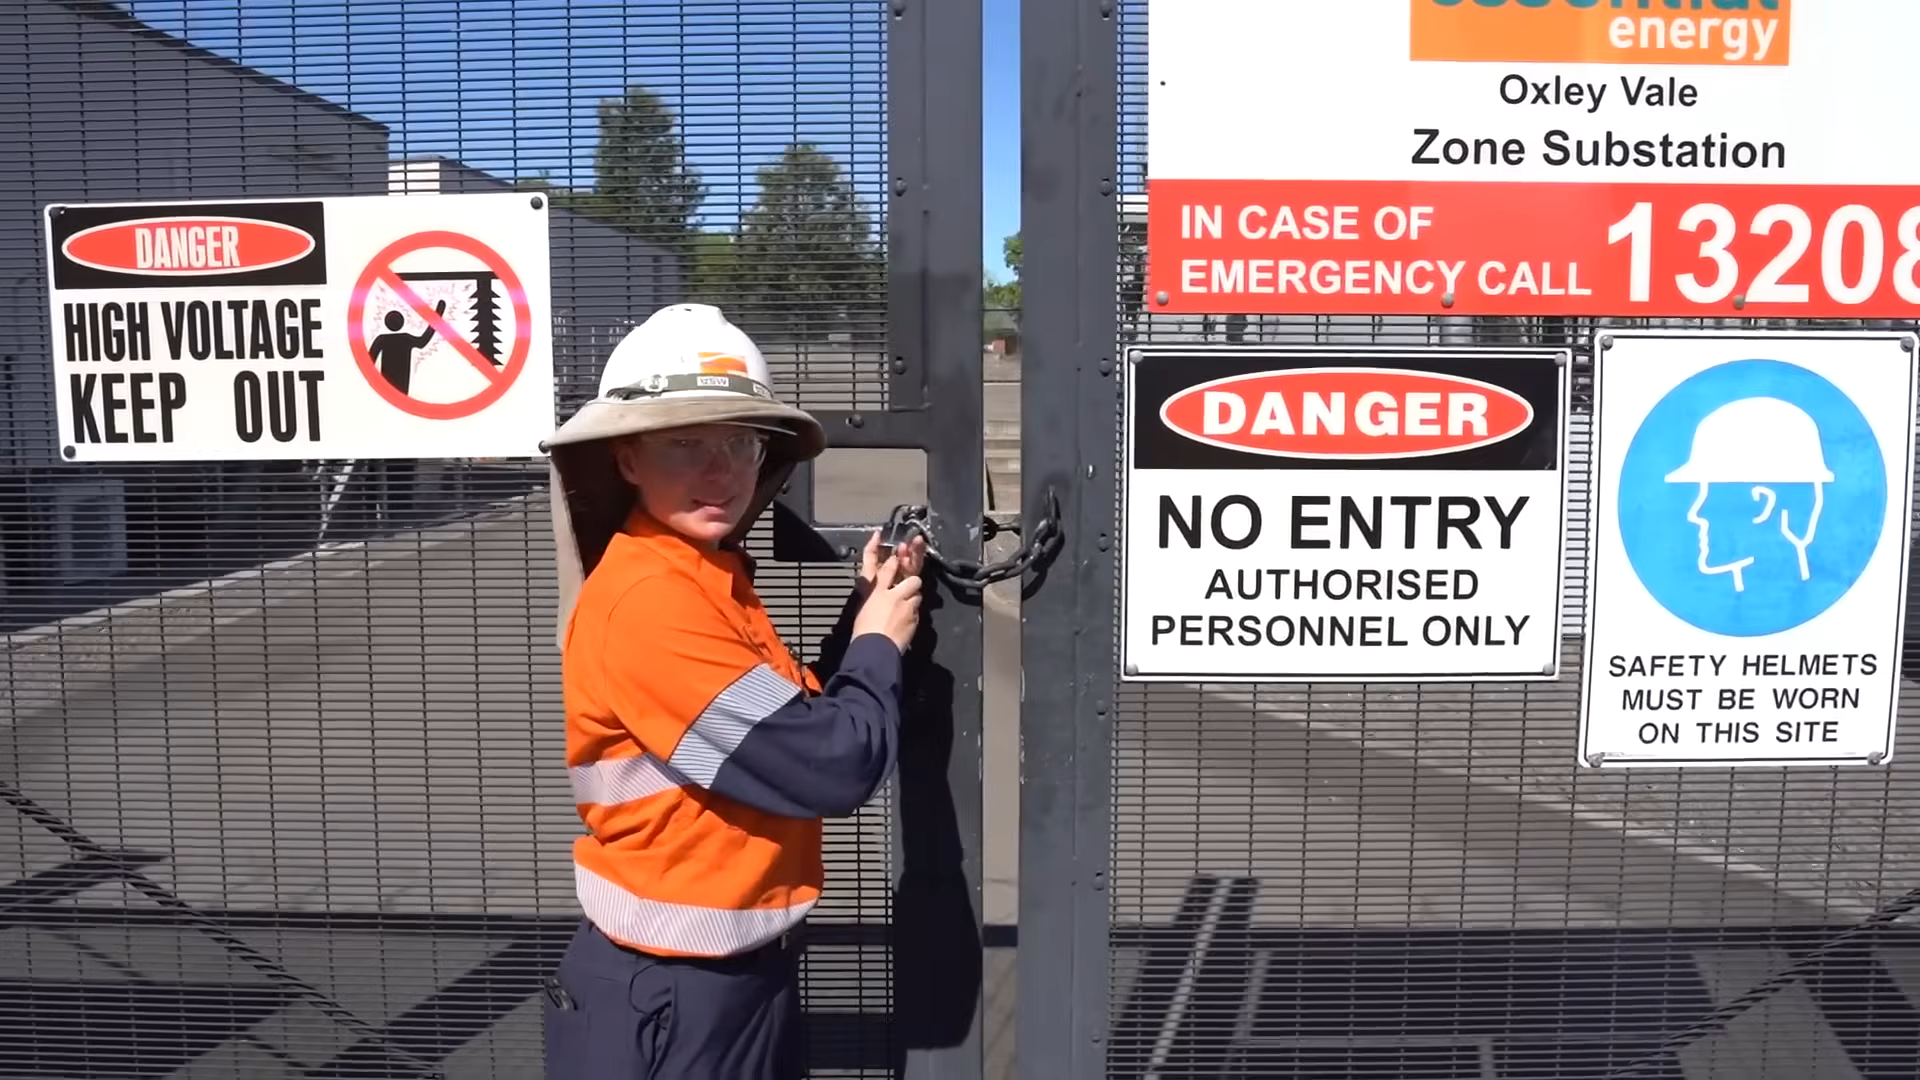 energy
Oxley Vale
Zone Substation
IN CASE OF
EMERGENCY CALL
13208
DANGER
HIGH VOLTAGE
KEEP OUT
DANGER
NO ENTRY
AUTHORISED
PERSONNEL ONLY
SAFETY HELMETS
MUST BE WORN
ON THIS SITE